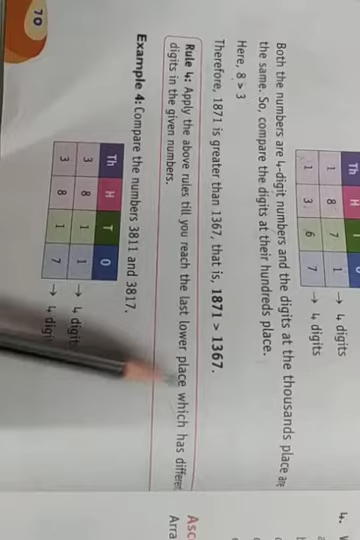 Th H T
1 8 7 1 → 4 digits
1 3 6 7 → 4 digits
Both the numbers are 4-digit numbers and the digits at the thousands place are
the same. So, compare the digits at their hundreds place.
Here, 8 > 3
Therefore, 1871 is greater than 1367, that is, 1871 > 1367.
Rule 4: Apply the above rules till you reach the last lower place which has differen
digits in the given numbers.
Example 4: Compare the numbers 3811 and 3817.
Th H T O
3 8 1 1 → 4 digit
3 8 1 7 → 4 digi
70
4.
Asc
Arra